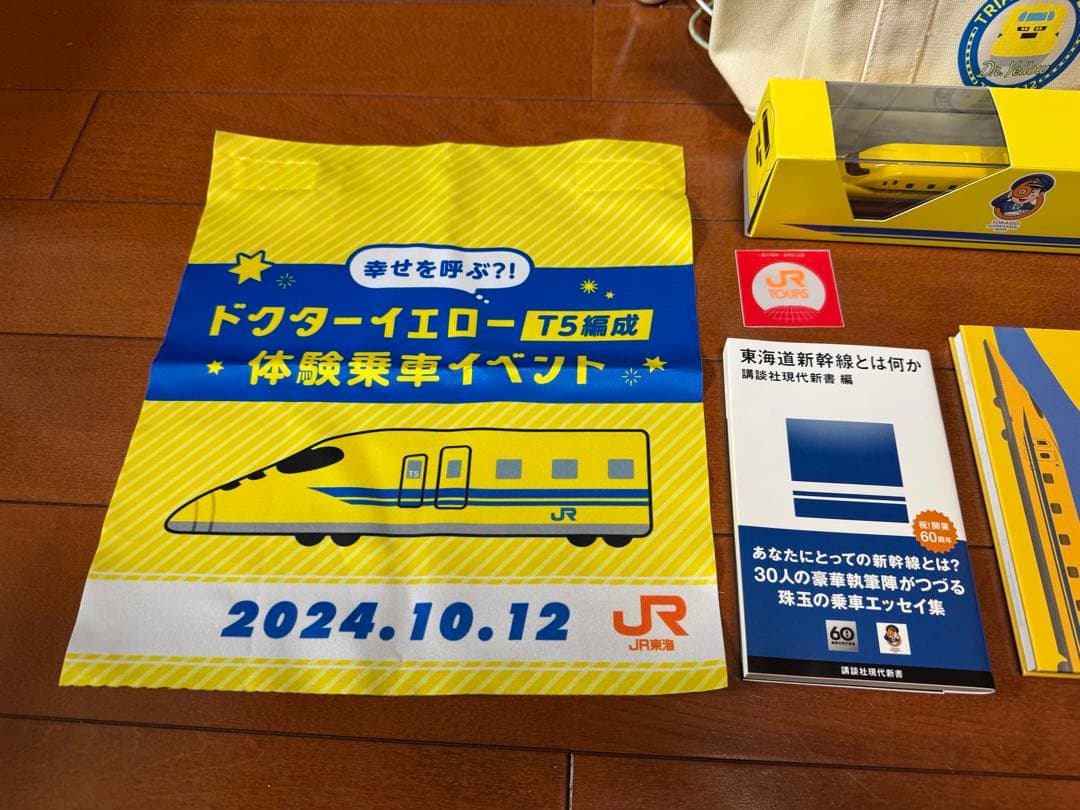 幸せを呼ぶ?!
ドクターイエロー T5編成
体験乗車イベント
T5
JR
2024.10.12
JR
JR東海
Dr. Yellow
JR
TOURS
東海道新幹線とは何か
講談社現代新書 編
祝!開業
60周年
あなたにとっての新幹線とは?
30人の豪華執筆陣がつづる
珠玉の乗車エッセイ集
60
講談社現代新書